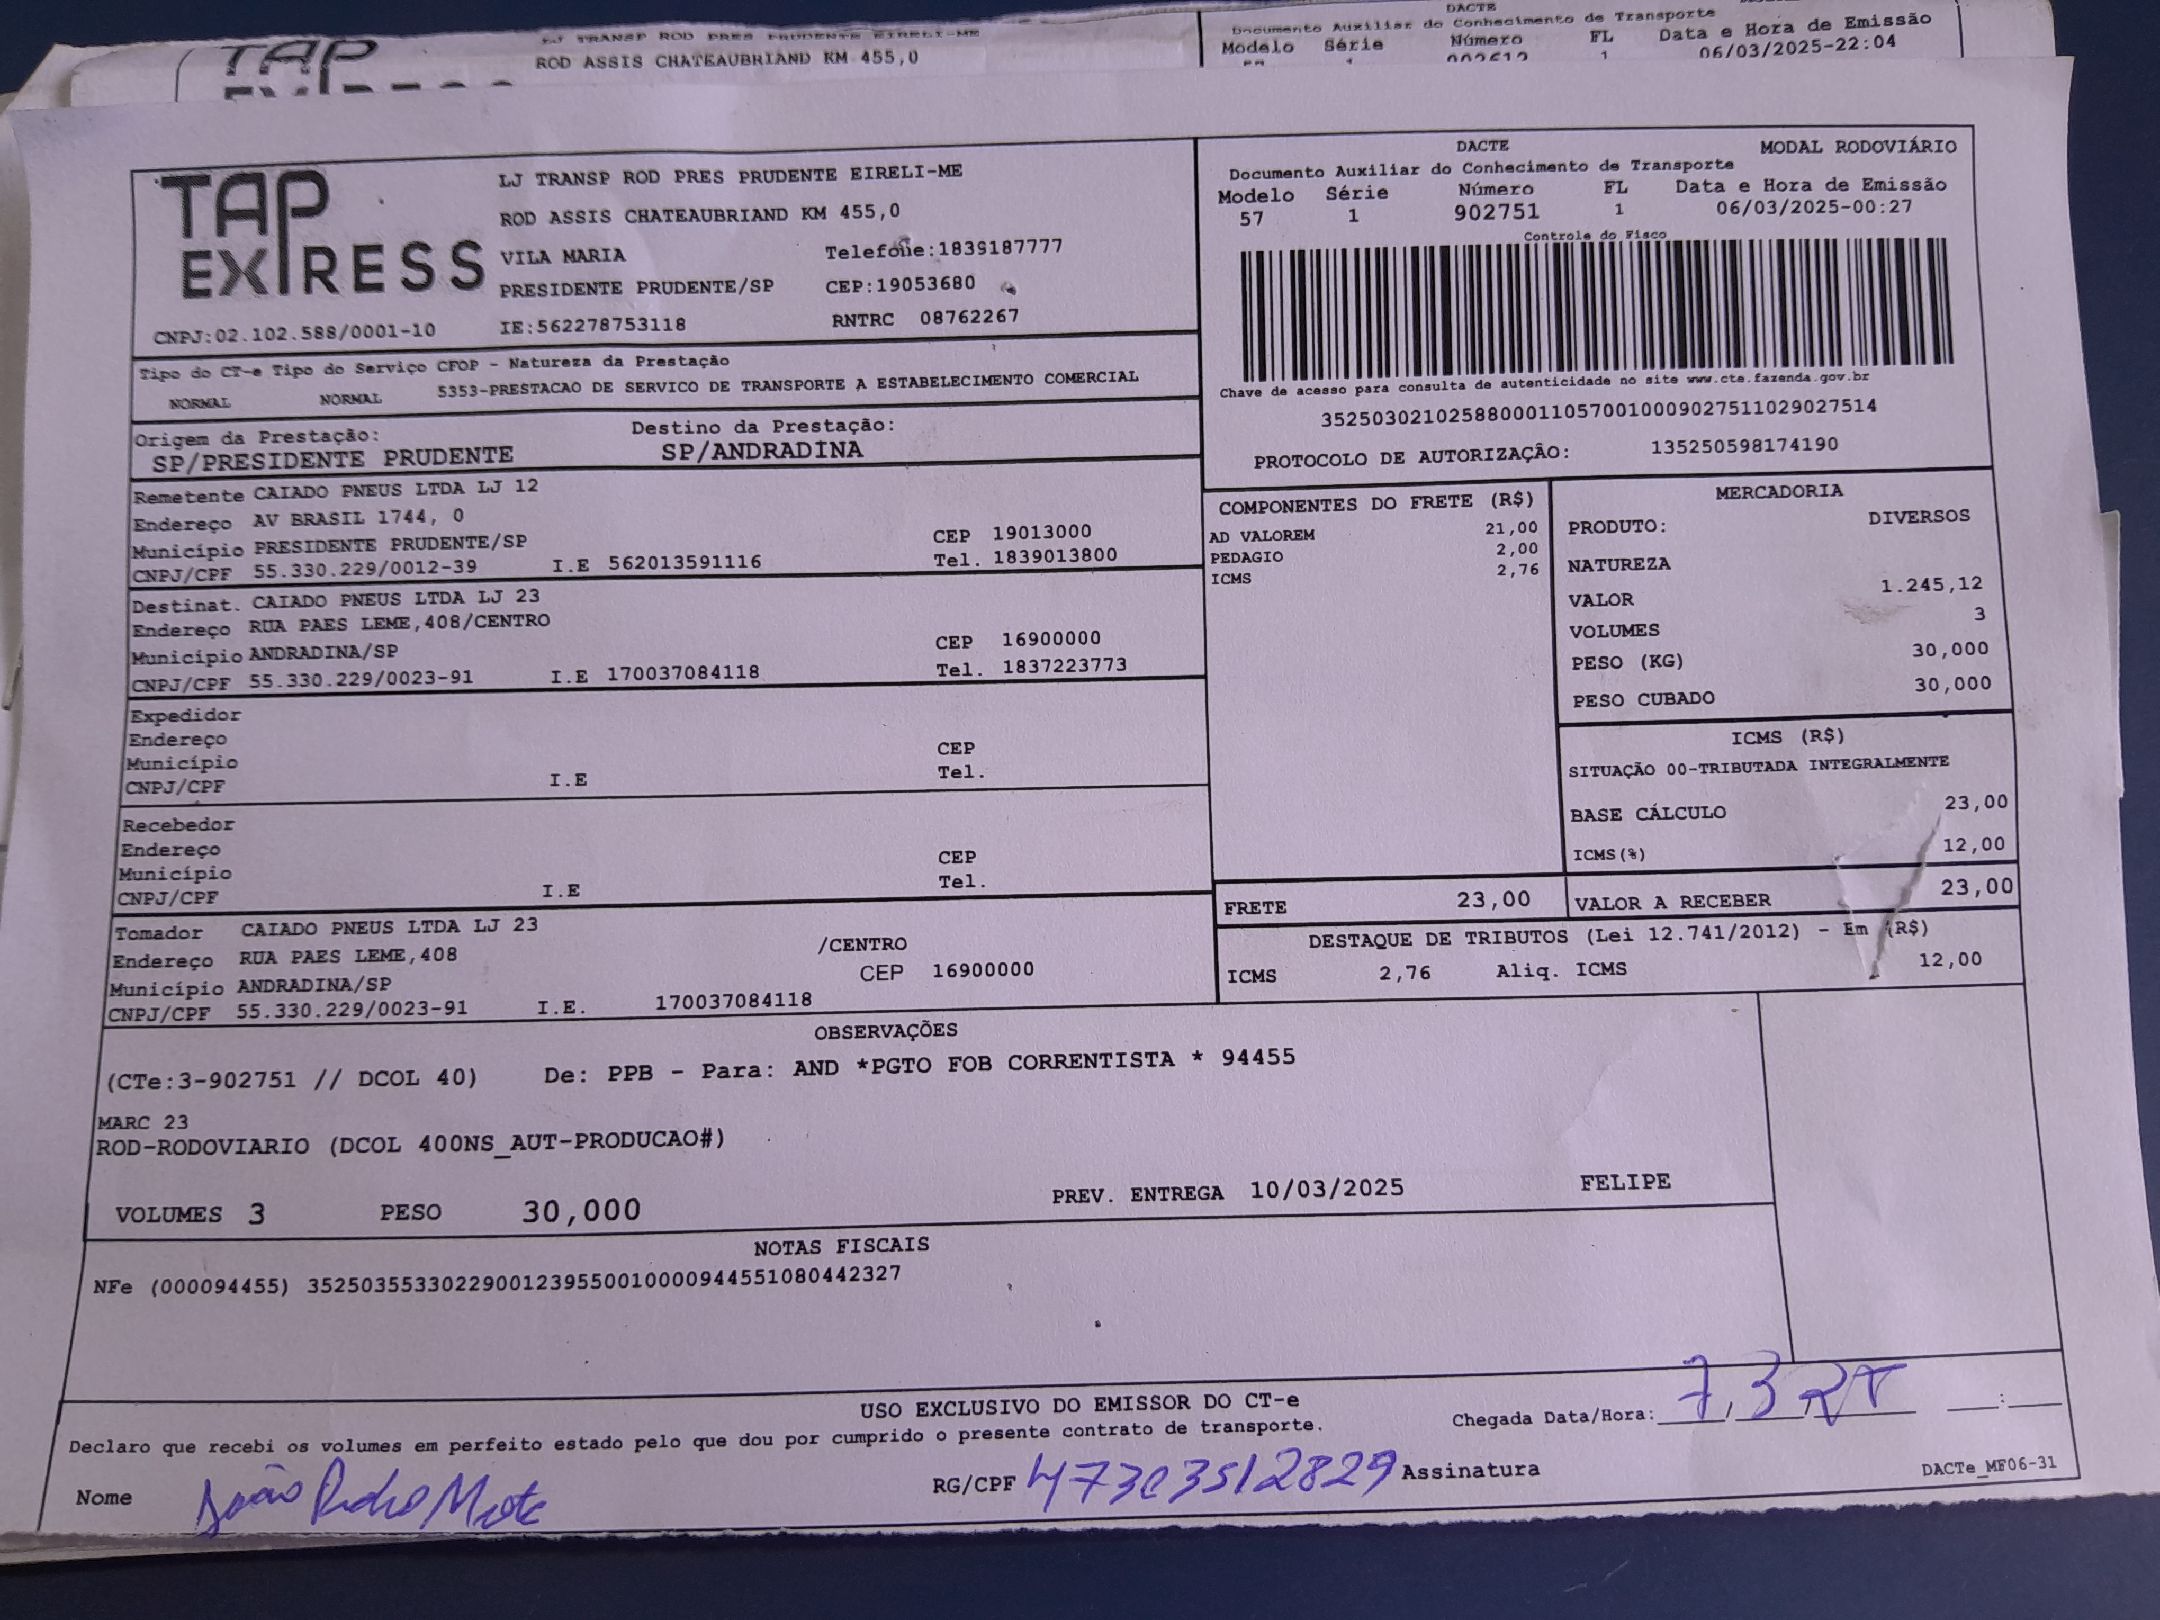 LJ TRANSP ROD PRES PRUDENTE EIRELI-ME
ROD ASSIS CHATEAUBRIAND KM 455,0
DACTE
Documento Auxiliar do Conhecimento de Transporte
Modelo Série Número FL Data e Hora de Emissão
1 902612 1 06/03/2025-22:04
TAP EXPRESS
LJ TRANSP ROD PRES PRUDENTE EIRELI-ME
ROD ASSIS CHATEAUBRIAND KM 455,0
VILA MARIA Telefone:1839187777
PRESIDENTE PRUDENTE/SP CEP:19053680
CNPJ:02.102.588/0001-10 IE:562278753118 RNTRC 08762267
DACTE MODAL RODOVIÁRIO
Documento Auxiliar do Conhecimento de Transporte
Modelo Série Número FL Data e Hora de Emissão
57 1 902751 1 06/03/2025-00:27
Controle do Fisco
Chave de acesso para consulta de autenticidade no site www.cte.fazenda.gov.br
35250302102588000110570010009027511029027514
PROTOCOLO DE AUTORIZAÇÃO: 135250598174190
Tipo do CT-e Tipo do Serviço CFOP - Natureza da Prestação
NORMAL NORMAL 5353-PRESTACAO DE SERVICO DE TRANSPORTE A ESTABELECIMENTO COMERCIAL
Origem da Prestação: Destino da Prestação:
SP/PRESIDENTE PRUDENTE SP/ANDRADINA
Remetente CAIADO PNEUS LTDA LJ 12
Endereço AV BRASIL 1744, 0
Município PRESIDENTE PRUDENTE/SP CEP 19013000
CNPJ/CPF 55.330.229/0012-39 I.E 562013591116 Tel. 1839013800
Destinat. CAIADO PNEUS LTDA LJ 23
Endereço RUA PAES LEME,408/CENTRO
Município ANDRADINA/SP CEP 16900000
CNPJ/CPF 55.330.229/0023-91 I.E 170037084118 Tel. 1837223773
Expedidor
Endereço
Município CEP
CNPJ/CPF I.E Tel.
Recebedor
Endereço
Município CEP
CNPJ/CPF I.E Tel.
Tomador CAIADO PNEUS LTDA LJ 23
Endereço RUA PAES LEME,408 /CENTRO
Município ANDRADINA/SP CEP 16900000
CNPJ/CPF 55.330.229/0023-91 I.E. 170037084118
COMPONENTES DO FRETE (R$)
AD VALOREM 21,00
PEDAGIO 2,00
ICMS 2,76
MERCADORIA
PRODUTO: DIVERSOS
NATUREZA
VALOR 1.245,12
VOLUMES 3
PESO (KG) 30,000
PESO CUBADO 30,000
ICMS (R$)
SITUAÇÃO 00-TRIBUTADA INTEGRALMENTE
BASE CÁLCULO 23,00
ICMS(%) 12,00
FRETE 23,00 VALOR A RECEBER 23,00
DESTAQUE DE TRIBUTOS (Lei 12.741/2012) - Em (R$)
ICMS 2,76 Aliq. ICMS 12,00
OBSERVAÇÕES
(CTe:3-902751 // DCOL 40) De: PPB - Para: AND *PGTO FOB CORRENTISTA * 94455
MARC 23
ROD-RODOVIARIO (DCOL 400NS_AUT-PRODUCAO#)
VOLUMES 3 PESO 30,000 PREV. ENTREGA 10/03/2025 FELIPE
NOTAS FISCAIS
NFe (000094455) 35250355330229001239550010000944551080442327
USO EXCLUSIVO DO EMISSOR DO CT-e
Declaro que recebi os volumes em perfeito estado pelo que dou por cumprido o presente contrato de transporte.
Chegada Data/Hora: 7,3
Nome João Pedro RG/CPF 47303512829 Assinatura
DACTe_MF06-31